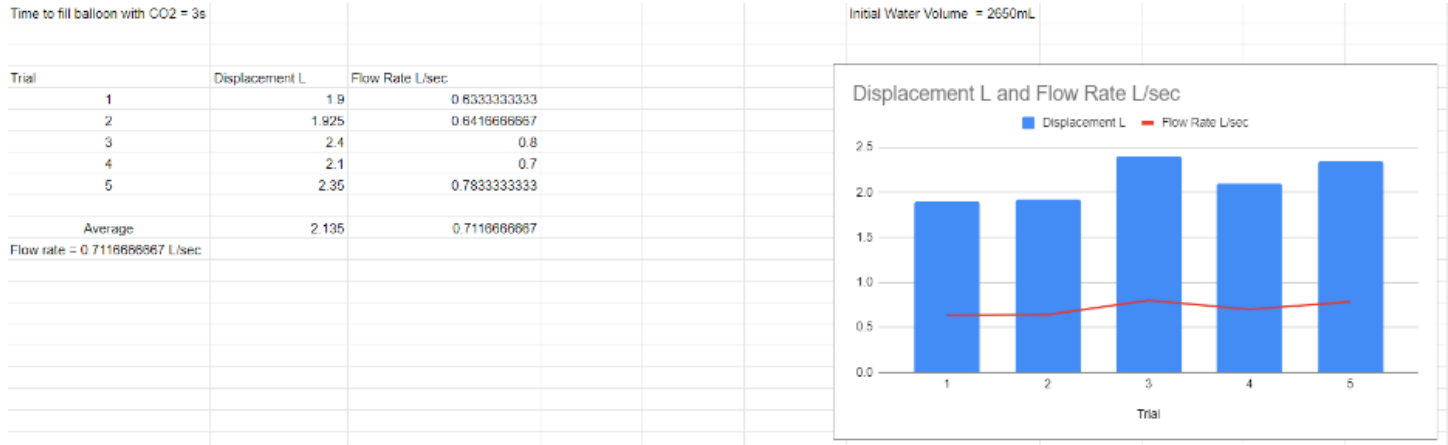 Time to fill balloon with CO2 = 3s
Initial Water Volume = 2650mL
Trial Displacement L Flow Rate L/sec
1 1.9 0.6333333333
2 1.925 0.6416666667
3 2.4 0.8
4 2.1 0.7
5 2.35 0.7833333333
Average 2.135 0.7116666667
Flow rate = 0.7116666667 L/sec
Displacement L and Flow Rate L/sec
Displacement L Flow Rate L/sec
2.5
2.0
1.5
1.0
0.5
0.0
1 2 3 4 5
Trial